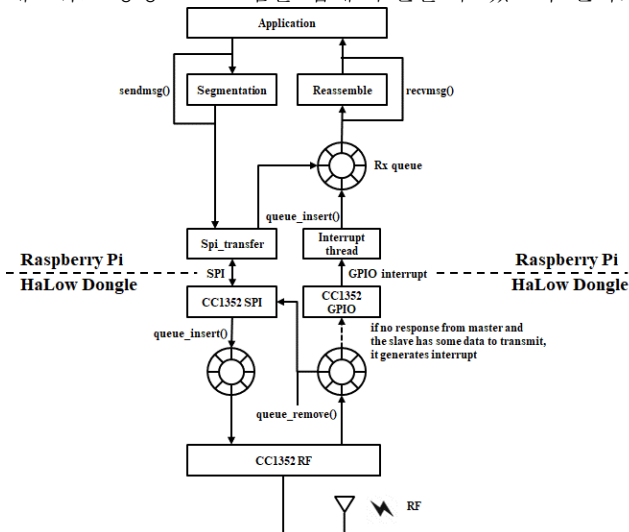 Application
sendmsg()
Segmentation
Reassemble
recvmsg()
Rx queue
queue_insert()
Spi_transfer
Interrupt
thread
Raspberry Pi
SPI
GPIO interrupt
Raspberry Pi
HaLow Dongle
CC1352 SPI
CC1352
GPIO
HaLow Dongle
queue_insert()
if no response from master and
the slave has some data to transmit,
it generates interrupt
queue_remove()
CC1352 RF
RF